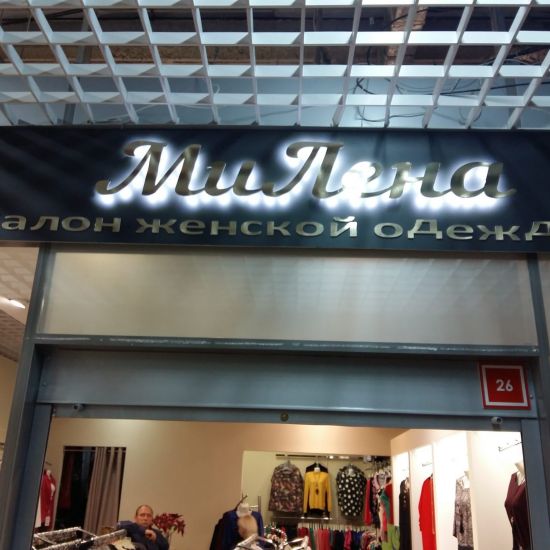 МиЛена
алон женской одежд
26